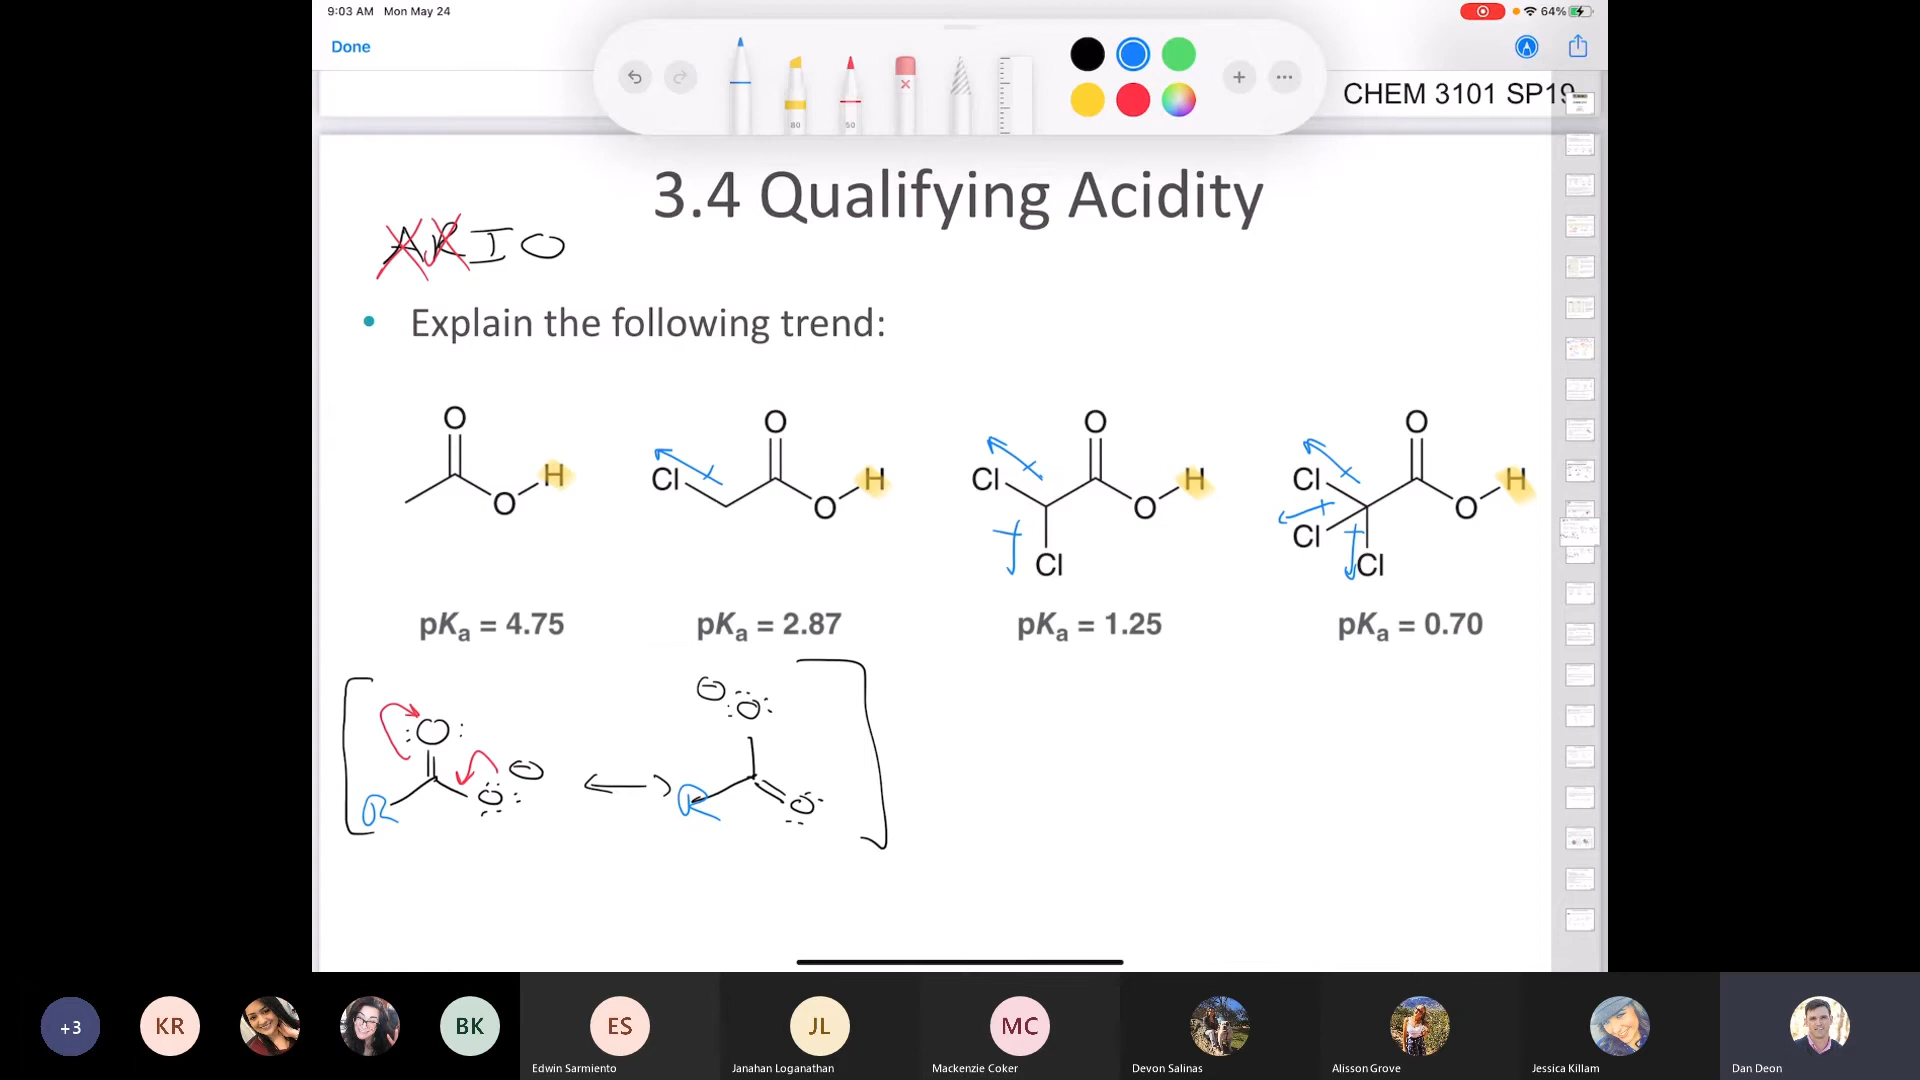 9:03 AM Mon May 24
64%
Done
80
50
CHEM 3101 SP19
3.4 Qualifying Acidity
ARIO
• Explain the following trend:
O O O O
H Cl H Cl H Cl H
O O O Cl O
Cl Cl
pKa = 4.75 pKa = 2.87 pKa = 1.25 pKa = 0.70
O O
R O R O
+3 KR BK ES JL MC
Edwin Sarmiento Janahan Loganathan Mackenzie Coker Devon Salinas Alisson Grove Jessica Killam Dan Deon